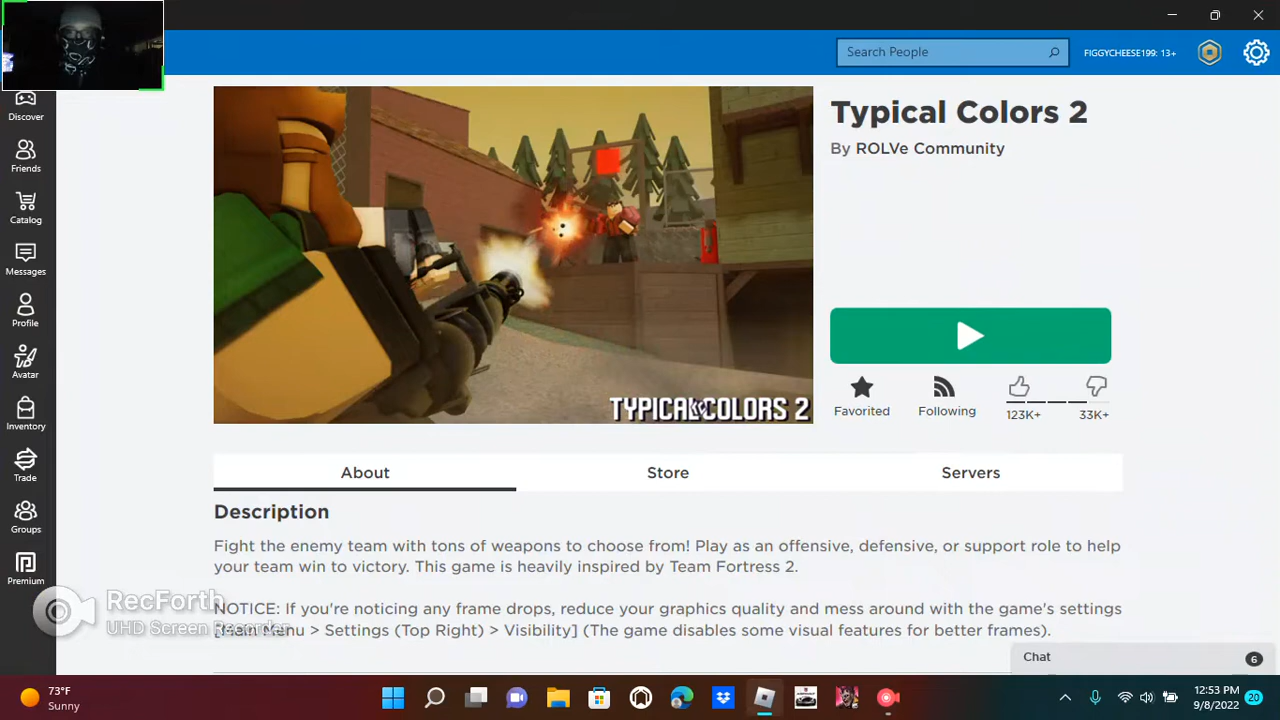 Search People
FIGGYCHEESE199: 13+
Discover
Friends
Catalog
Messages
Profile
Avatar
Inventory
Trade
Groups
Premium
TYPICAL COLORS 2
Typical Colors 2
By ROLVe Community
Favorited
Following
123K+
33K+
About
Store
Servers
Description
Fight the enemy team with tons of weapons to choose from! Play as an offensive, defensive, or support role to help
your team win to victory. This game is heavily inspired by Team Fortress 2.
NOTICE: If you're noticing any frame drops, reduce your graphics quality and mess around with the game's settings
[Main Menu > Settings (Top Right) > Visibility] (The game disables some visual features for better frames).
RecForth
UHD Screen Recorder
Chat
6
73°F
Sunny
12:53 PM
9/8/2022
20